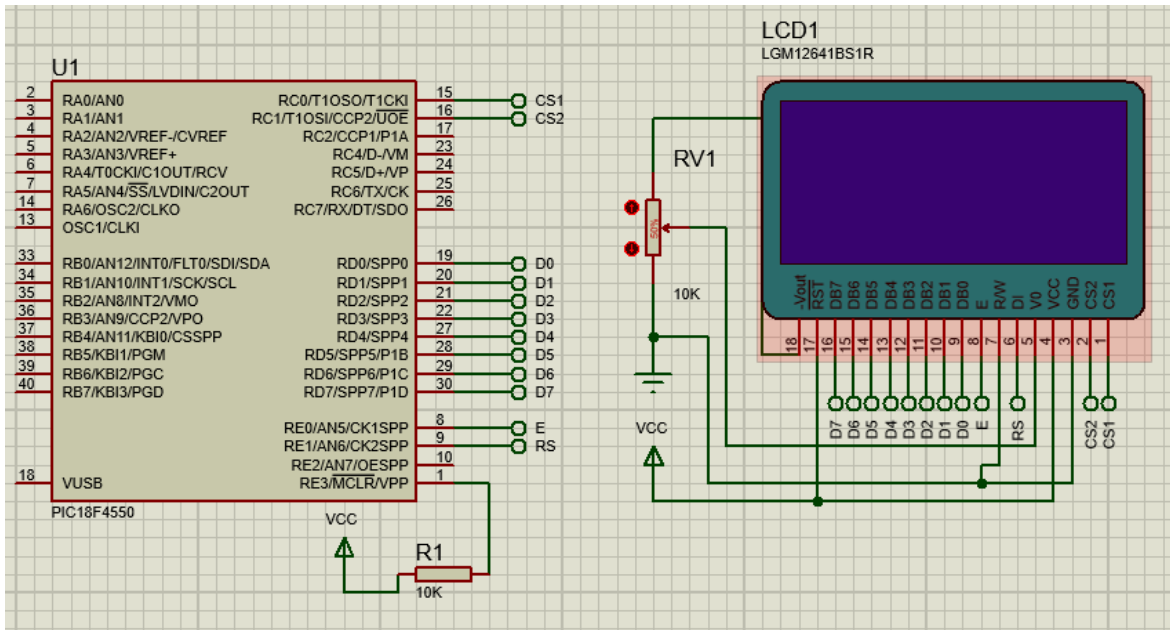 U1
2 RA0/AN0 RC0/T1OSO/T1CKI 15 CS1
3 RA1/AN1 RC1/T1OSI/CCP2/UOE 16 CS2
4 RA2/AN2/VREF-/CVREF RC2/CCP1/P1A 17
5 RA3/AN3/VREF+ RC4/D-/VM 23
6 RA4/T0CKI/C1OUT/RCV RC5/D+/VP 24
7 RA5/AN4/SS/LVDIN/C2OUT RC6/TX/CK 25
14 RA6/OSC2/CLKO RC7/RX/DT/SDO 26
13 OSC1/CLKI
33 RB0/AN12/INT0/FLT0/SDI/SDA RD0/SPP0 19 D0
34 RB1/AN10/INT1/SCK/SCL RD1/SPP1 20 D1
35 RB2/AN8/INT2/VMO RD2/SPP2 21 D2
36 RB3/AN9/CCP2/VPO RD3/SPP3 22 D3
37 RB4/AN11/KBI0/CSSPP RD4/SPP4 27 D4
38 RB5/KBI1/PGM RD5/SPP5/P1B 28 D5
39 RB6/KBI2/PGC RD6/SPP6/P1C 29 D6
40 RB7/KBI3/PGD RD7/SPP7/P1D 30 D7
RE0/AN5/CK1SPP 8 E
RE1/AN6/CK2SPP 9 RS
RE2/AN7/OESPP 10
18 VUSB RE3/MCLR/VPP 1
PIC18F4550
VCC
R1
10K
RV1
50%
10K
VCC
LCD1
LGM12641BS1R
-Vout RST DB7 DB6 DB5 DB4 DB3 DB2 DB1 DB0 E R/W DI V0 VCC GND CS2 CS1
18 17 16 15 14 13 12 11 10 9 8 7 6 5 4 3 2 1
D7 D6 D5 D4 D3 D2 D1 D0 E RS CS2 CS1